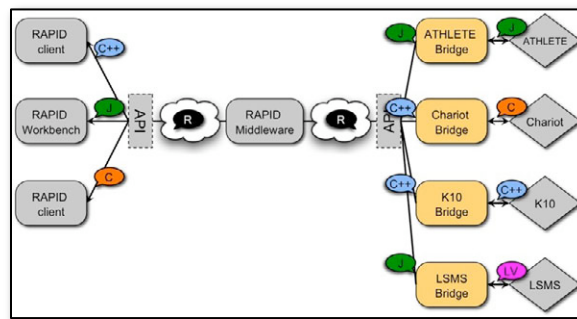 RAPID
client
C++
J
RAPID
Workbench
API
R
RAPID
Middleware
R
API
C
RAPID
client
J
ATHLETE
Bridge
J
ATHLETE
C++
Chariot
Bridge
C
Chariot
C++
K10
Bridge
C++
K10
J
LSMS
Bridge
LV
LSMS